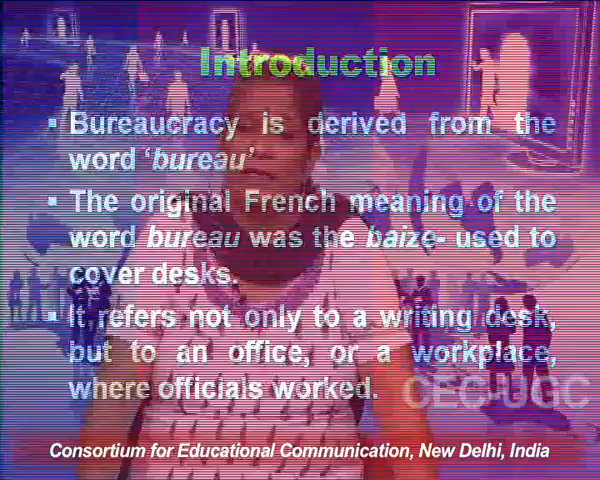 Introduction
▪ Bureaucracy is derived from the
word ‘bureau’
▪ The original French meaning of the
word bureau was the baize- used to
cover desks.
▪ It refers not only to a writing desk,
but to an office, or a workplace,
where officials worked.
CEC-UGC
Consortium for Educational Communication, New Delhi, India